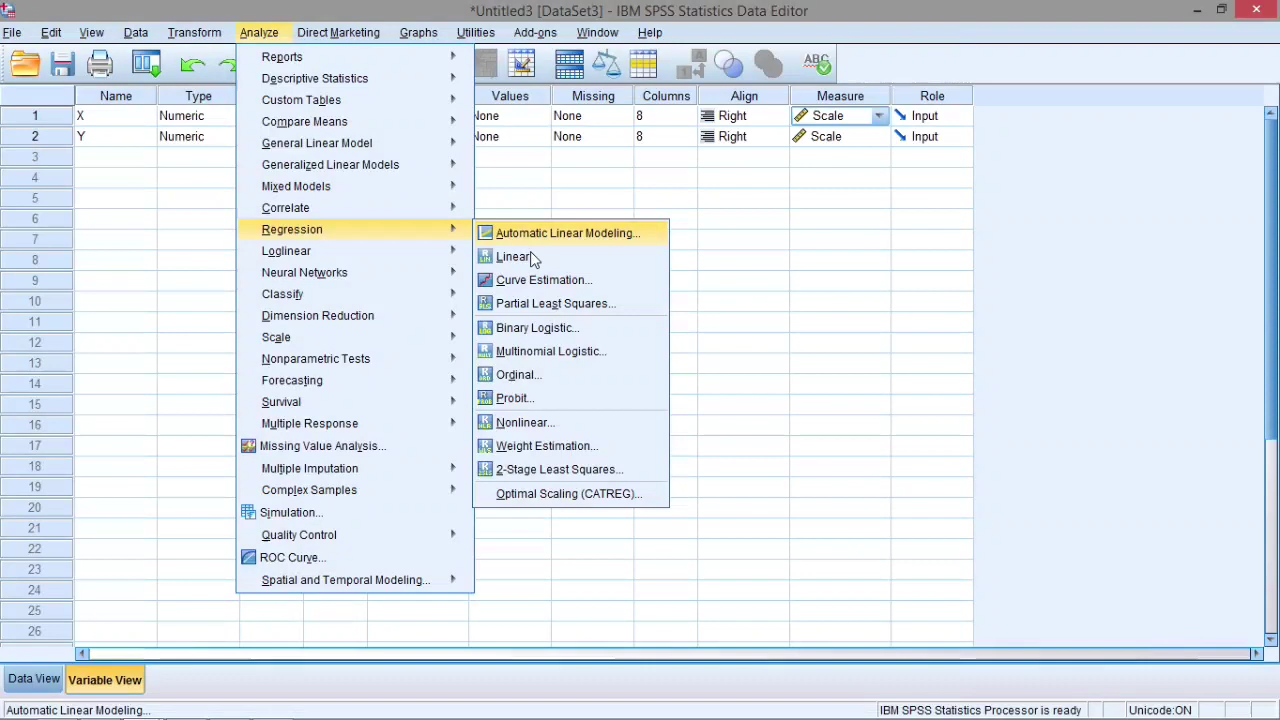 *Untitled3 [DataSet3] - IBM SPSS Statistics Data Editor
File Edit View Data Transform Analyze Direct Marketing Graphs Utilities Add-ons Window Help
ABC
Name Type Values Missing Columns Align Measure Role
1 X Numeric None None 8 Right Scale Input
2 Y Numeric None None 8 Right Scale Input
3
4
5
6
7
8
9
10
11
12
13
14
15
16
17
18
19
20
21
22
23
24
25
26
Reports
Descriptive Statistics
Custom Tables
Compare Means
General Linear Model
Generalized Linear Models
Mixed Models
Correlate
Regression
Loglinear
Neural Networks
Classify
Dimension Reduction
Scale
Nonparametric Tests
Forecasting
Survival
Multiple Response
Missing Value Analysis...
Multiple Imputation
Complex Samples
Simulation...
Quality Control
ROC Curve...
Spatial and Temporal Modeling...
Automatic Linear Modeling...
Linear
Curve Estimation...
Partial Least Squares...
Binary Logistic...
Multinomial Logistic...
Ordinal...
Probit...
Nonlinear...
Weight Estimation...
2-Stage Least Squares...
Optimal Scaling (CATREG)...
Data View Variable View
Automatic Linear Modeling... IBM SPSS Statistics Processor is ready Unicode:ON